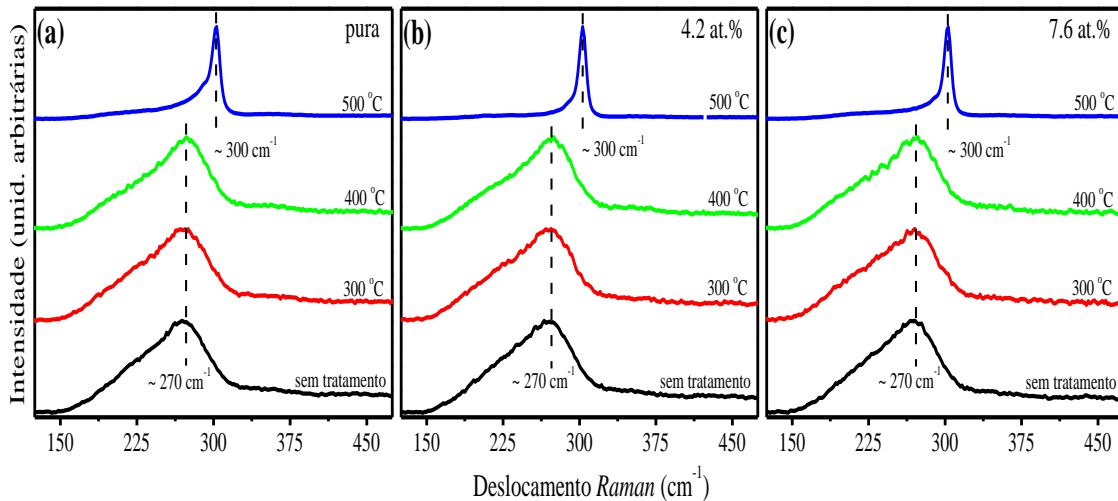 Intensidade (unid. arbitrárias)
(a)
pura
500 °C
~ 300 cm⁻¹
400 °C
300 °C
~ 270 cm⁻¹
sem tratamento
150 225 300 375 450
(b)
4.2 at.%
500 °C
~ 300 cm⁻¹
400 °C
300 °C
~ 270 cm⁻¹
sem tratamento
150 225 300 375 450
(c)
7.6 at.%
500 °C
~ 300 cm⁻¹
400 °C
300 °C
~ 270 cm⁻¹
sem tratamento
150 225 300 375 450
Deslocamento Raman (cm⁻¹)